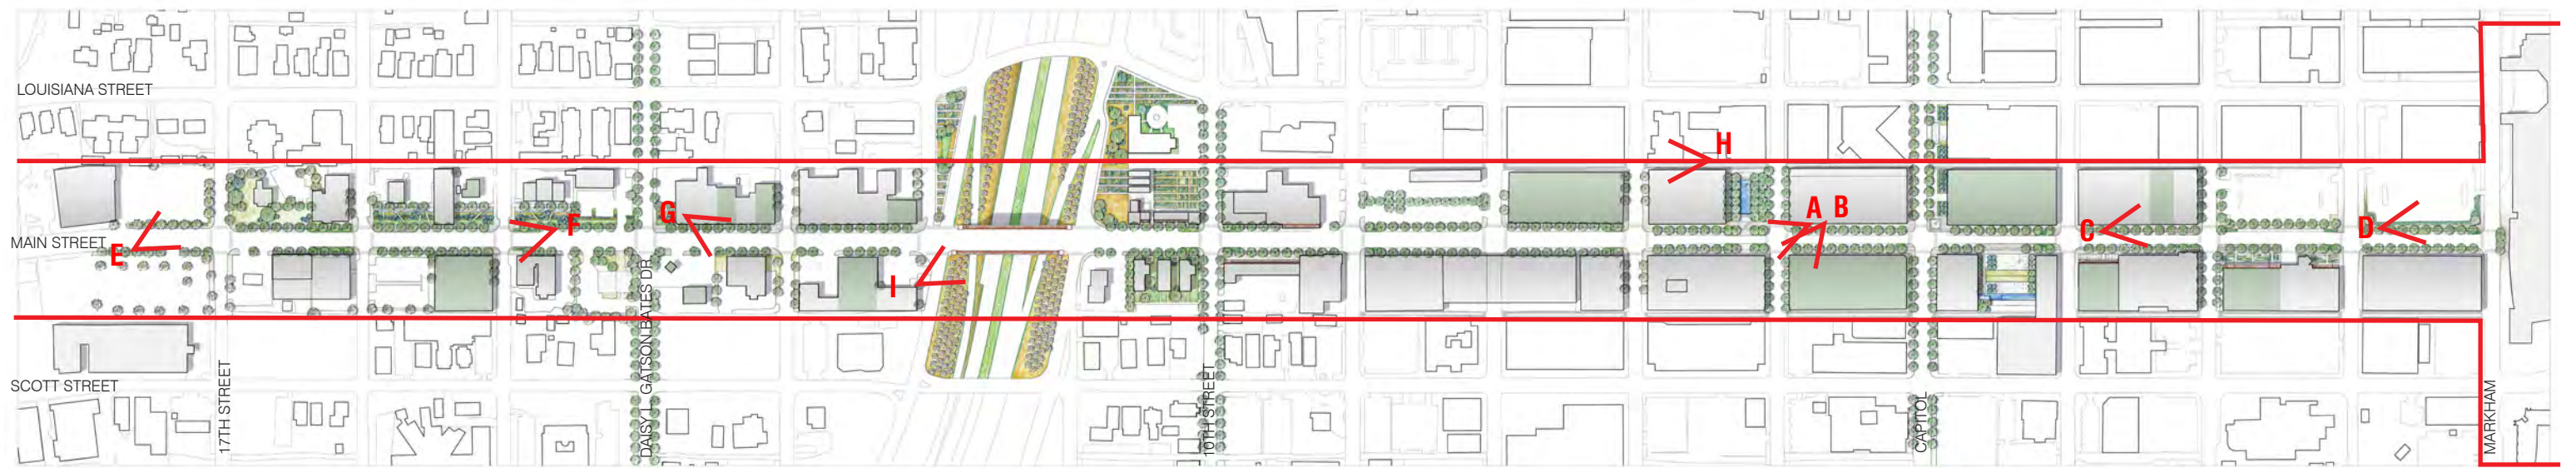 LOUISIANA STREET
H
G
F
A B
C
D
MAIN STREET
E
I
SCOTT STREET
17TH STREET
DAISY L. GATSON BATES DR.
10TH STREET
CAPITOL
MARKHAM